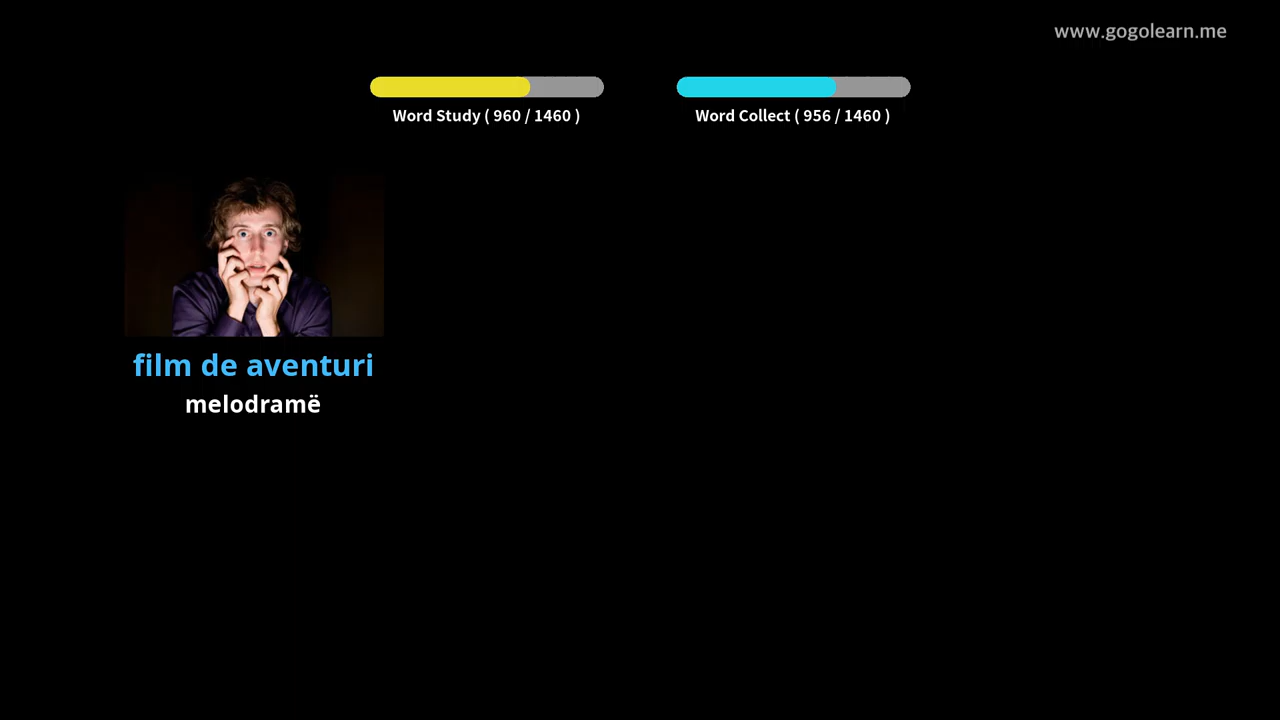 www.gogolearn.me
Word Study ( 960 / 1460 )
Word Collect ( 956 / 1460 )
film de aventuri
melodramë